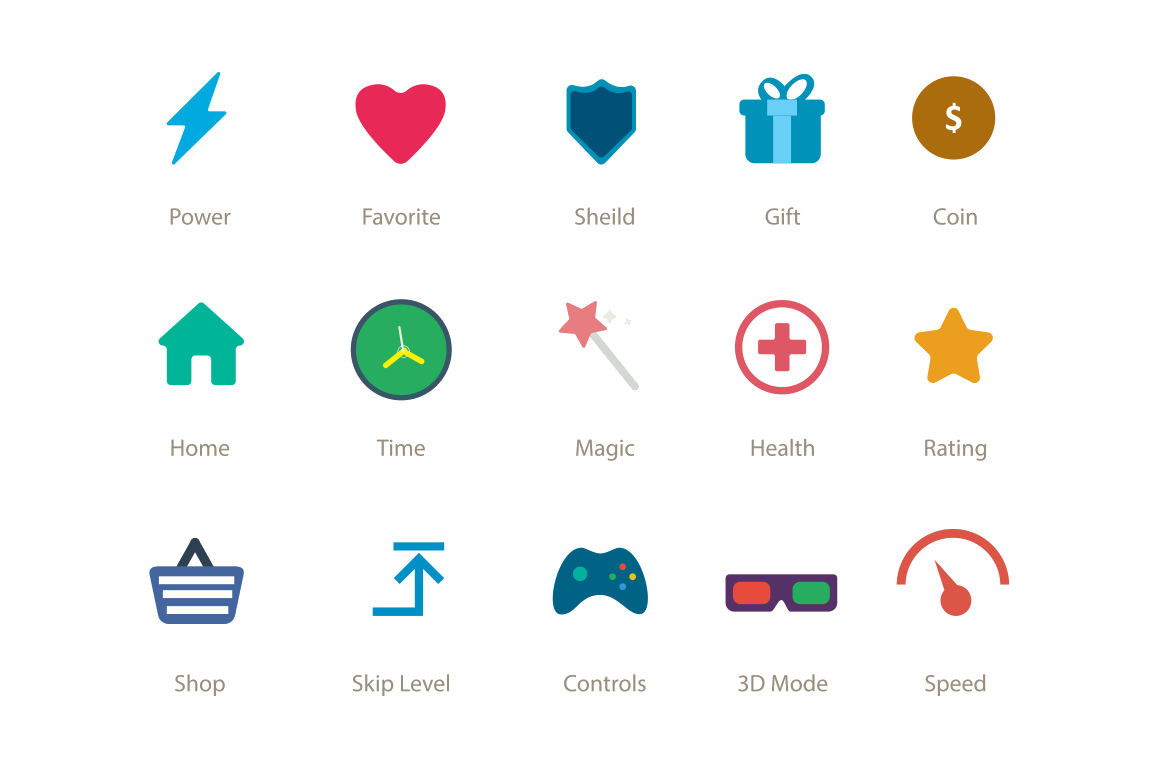 $
Power
Favorite
Sheild
Gift
Coin
Home
Time
Magic
Health
Rating
Shop
Skip Level
Controls
3D Mode
Speed